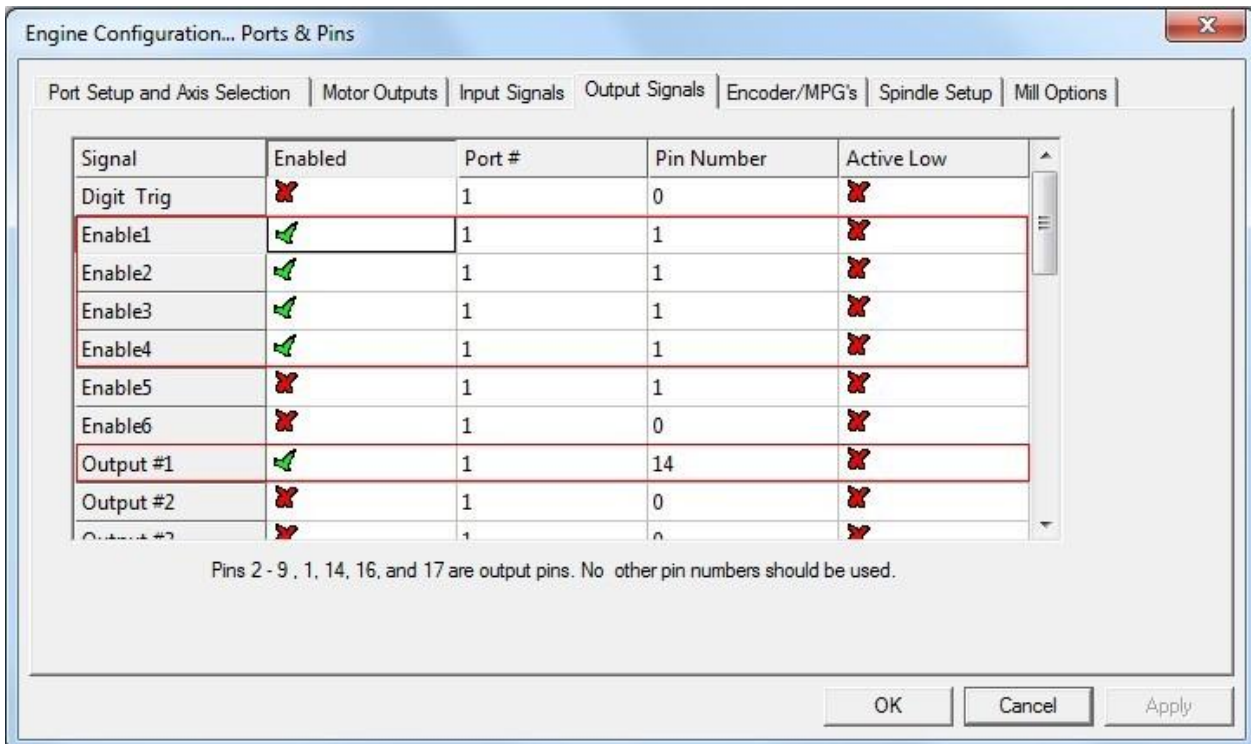 Engine Configuration... Ports & Pins
Port Setup and Axis Selection Motor Outputs Input Signals Output Signals Encoder/MPG's Spindle Setup Mill Options
Signal Enabled Port # Pin Number Active Low
Digit Trig 1 0
Enable1 1 1
Enable2 1 1
Enable3 1 1
Enable4 1 1
Enable5 1 1
Enable6 1 0
Output #1 1 14
Output #2 1 0
Pins 2 - 9 , 1, 14, 16, and 17 are output pins. No other pin numbers should be used.
OK Cancel Apply